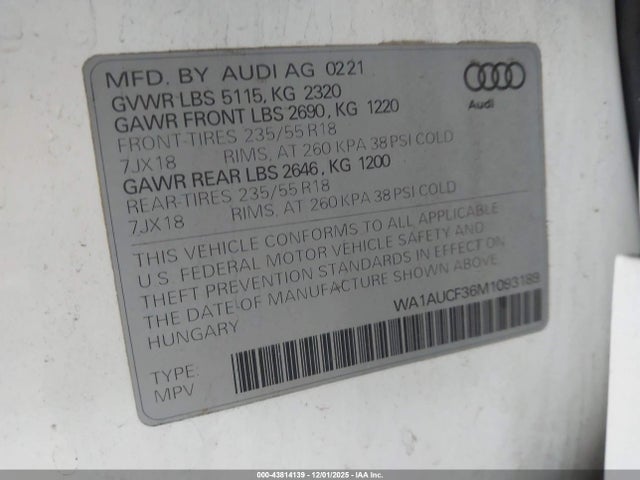 MFD. BY AUDI AG 0221
GVWR LBS 5115, KG 2320
GAWR FRONT LBS 2690, KG 1220
FRONT-TIRES 235/55 R18
7JX18 RIMS, AT 260 KPA 38 PSI COLD
GAWR REAR LBS 2646, KG 1200
REAR-TIRES 235/55 R18
7JX18 RIMS, AT 260 KPA 38 PSI COLD
THIS VEHICLE CONFORMS TO ALL APPLICABLE
U.S. FEDERAL MOTOR VEHICLE SAFETY AND
THEFT PREVENTION STANDARDS IN EFFECT ON
THE DATE OF MANUFACTURE SHOWN ABOVE.
HUNGARY
WA1AUCF36M1093189
TYPE:
MPV
Audi
000-43814139 - 12/01/2025 - IAA Inc.